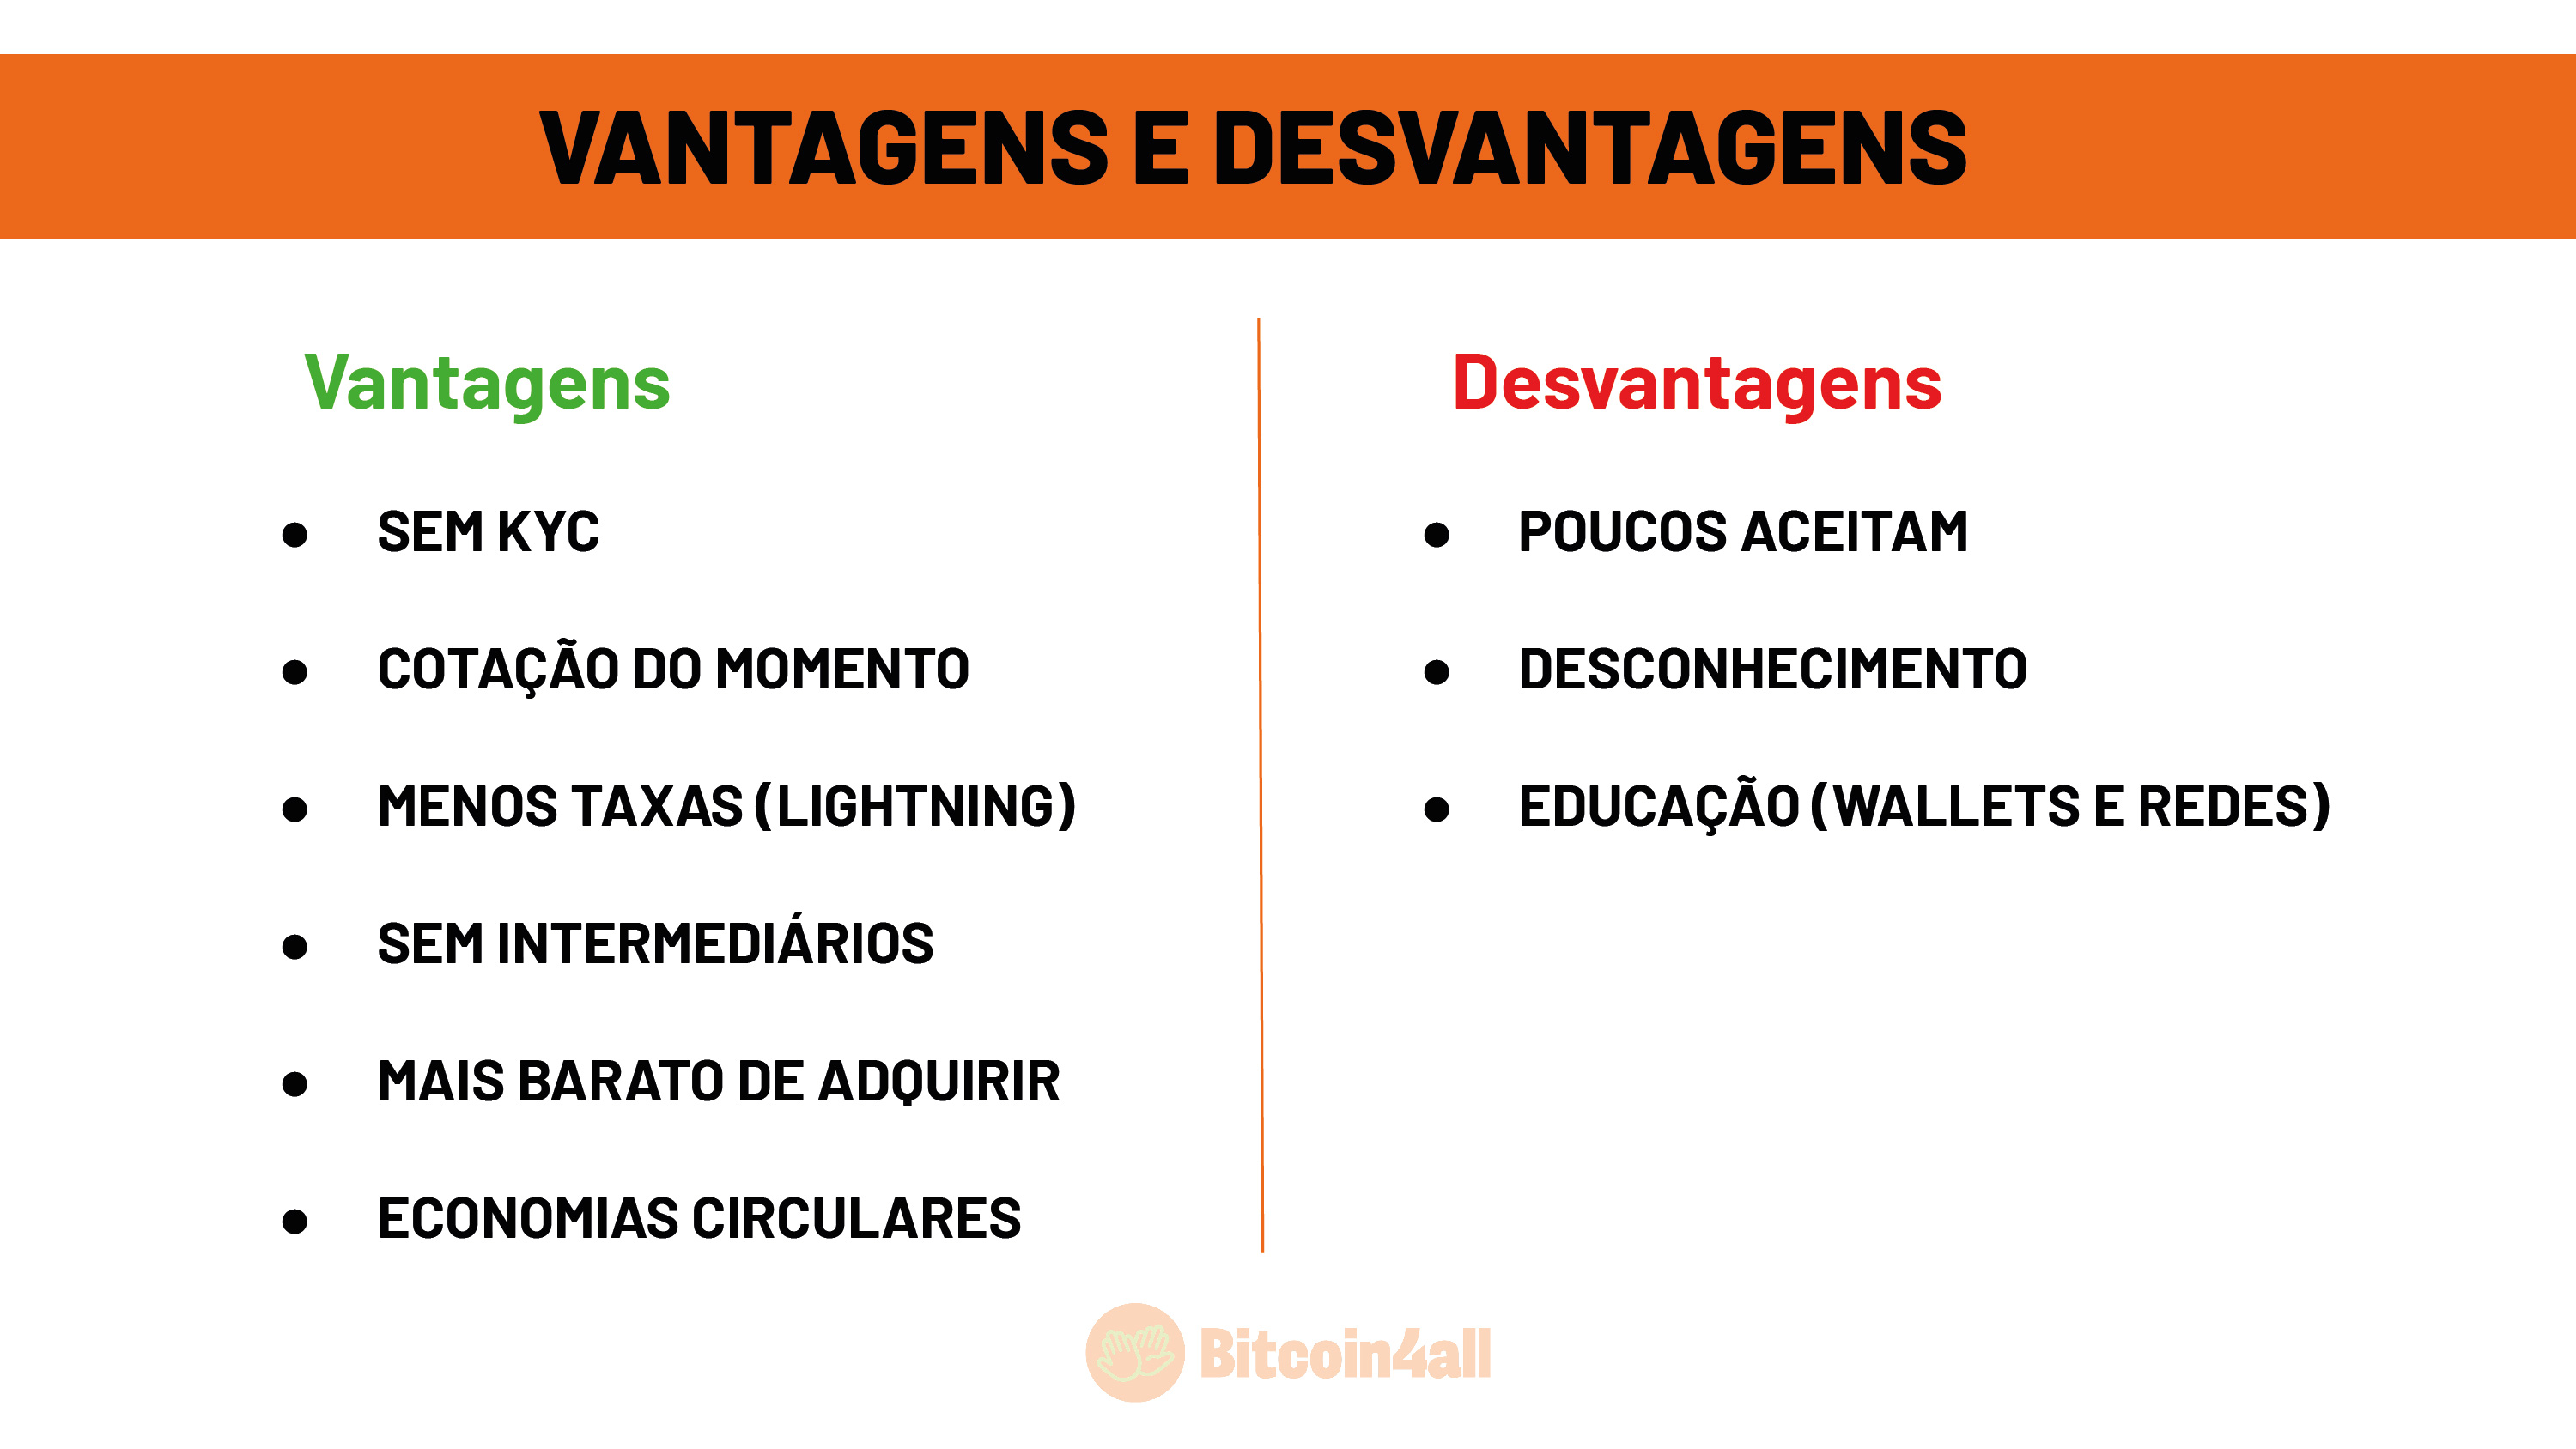 VANTAGENS E DESVANTAGENS
Vantagens
● SEM KYC
● COTAÇÃO DO MOMENTO
● MENOS TAXAS (LIGHTNING)
● SEM INTERMEDIÁRIOS
● MAIS BARATO DE ADQUIRIR
● ECONOMIAS CIRCULARES
Desvantagens
● POUCOS ACEITAM
● DESCONHECIMENTO
● EDUCAÇÃO (WALLETS E REDES)
Bitcoin4all